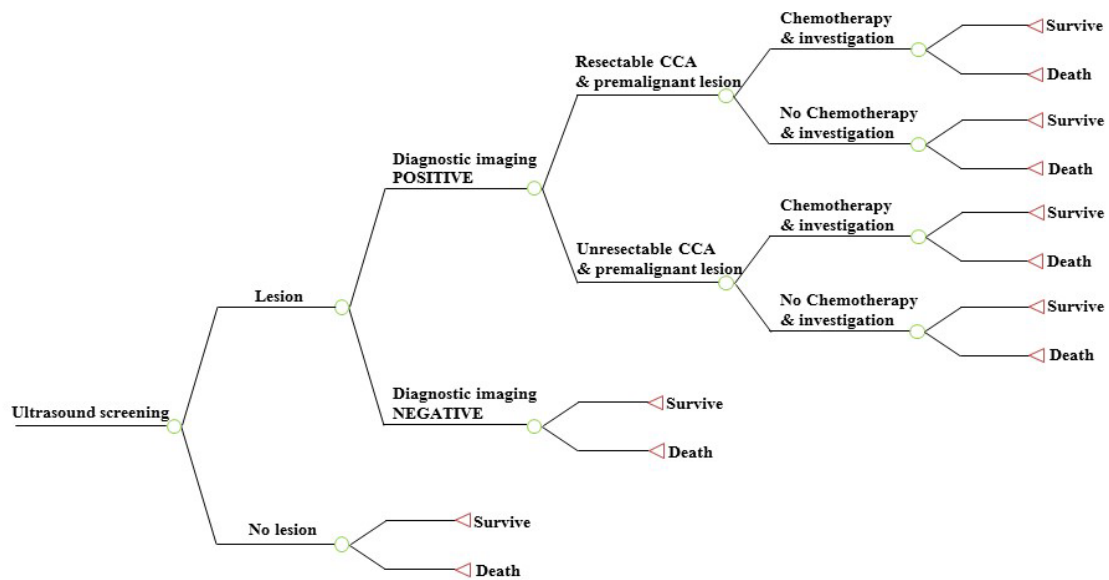 Chemotherapy
& investigation
Survive
Death
Resectable CCA
& premalignant lesion
No Chemotherapy
& investigation
Survive
Death
Diagnostic imaging
POSITIVE
Chemotherapy
& investigation
Survive
Death
Unresectable CCA
& premalignant lesion
No Chemotherapy
& investigation
Survive
Death
Lesion
Diagnostic imaging
NEGATIVE
Survive
Death
Ultrasound screening
No lesion
Survive
Death